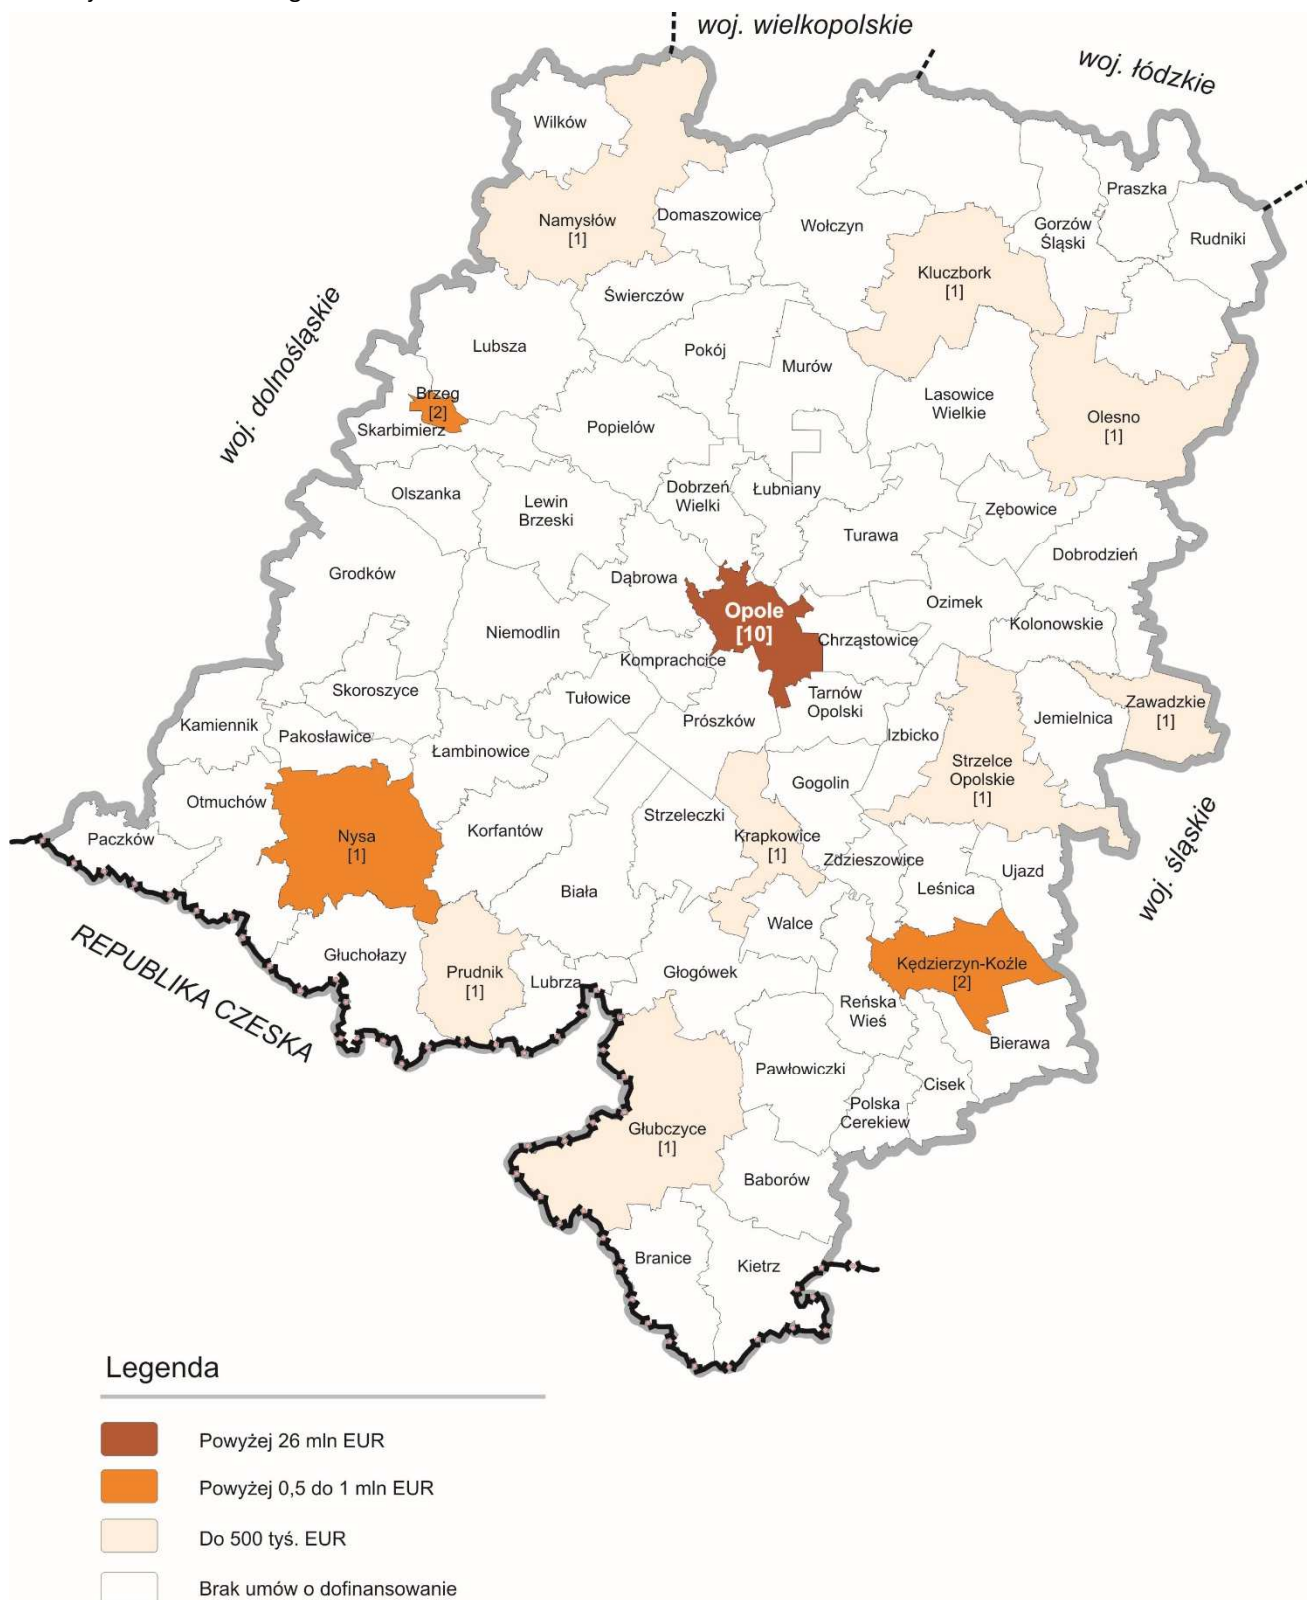 woj. wielkopolskie
woj. łódzkie
Wilków
Praszka
Namysłów
[1]
Domaszowice
Wołczyn
Gorzów
Śląski
Rudniki
Kluczbork
[1]
Świerczów
woj. dolnośląskie
Lubsza
Pokój
Murów
Brzeg
[2]
Lasowice
Wielkie
Olesno
[1]
Skarbimierz
Popielów
Olszanka
Lewin
Brzeski
Dobrzeń
Wielki
Łubniany
Zębowice
Turawa
Dobrodzień
Grodków
Dąbrowa
Opole
[10]
Ozimek
Niemodlin
Kolonowskie
Chrząstowice
Komprachcice
Skoroszyce
Tułowice
Tarnów
Opolski
Zawadzkie
[1]
Kamiennik
Pakosławice
Prószków
Jemielnica
Izbicko
Łambinowice
Strzelce
Opolskie
[1]
Gogolin
Otmuchów
Strzeleczki
Paczków
Nysa
[1]
Korfantów
Krapkowice
[1]
Zdzieszowice
woj. śląskie
Ujazd
Leśnica
Biała
Walce
REPUBLIKA CZESKA
Głuchołazy
Prudnik
[1]
Lubrza
Głogówek
Kędzierzyn-Koźle
[2]
Reńska
Wieś
Bierawa
Pawłowiczki
Cisek
Polska
Cerekiew
Głubczyce
[1]
Baborów
Branice
Kietrz
Legenda
Powyżej 26 mln EUR
Powyżej 0,5 do 1 mln EUR
Do 500 tyś. EUR
Brak umów o dofinansowanie